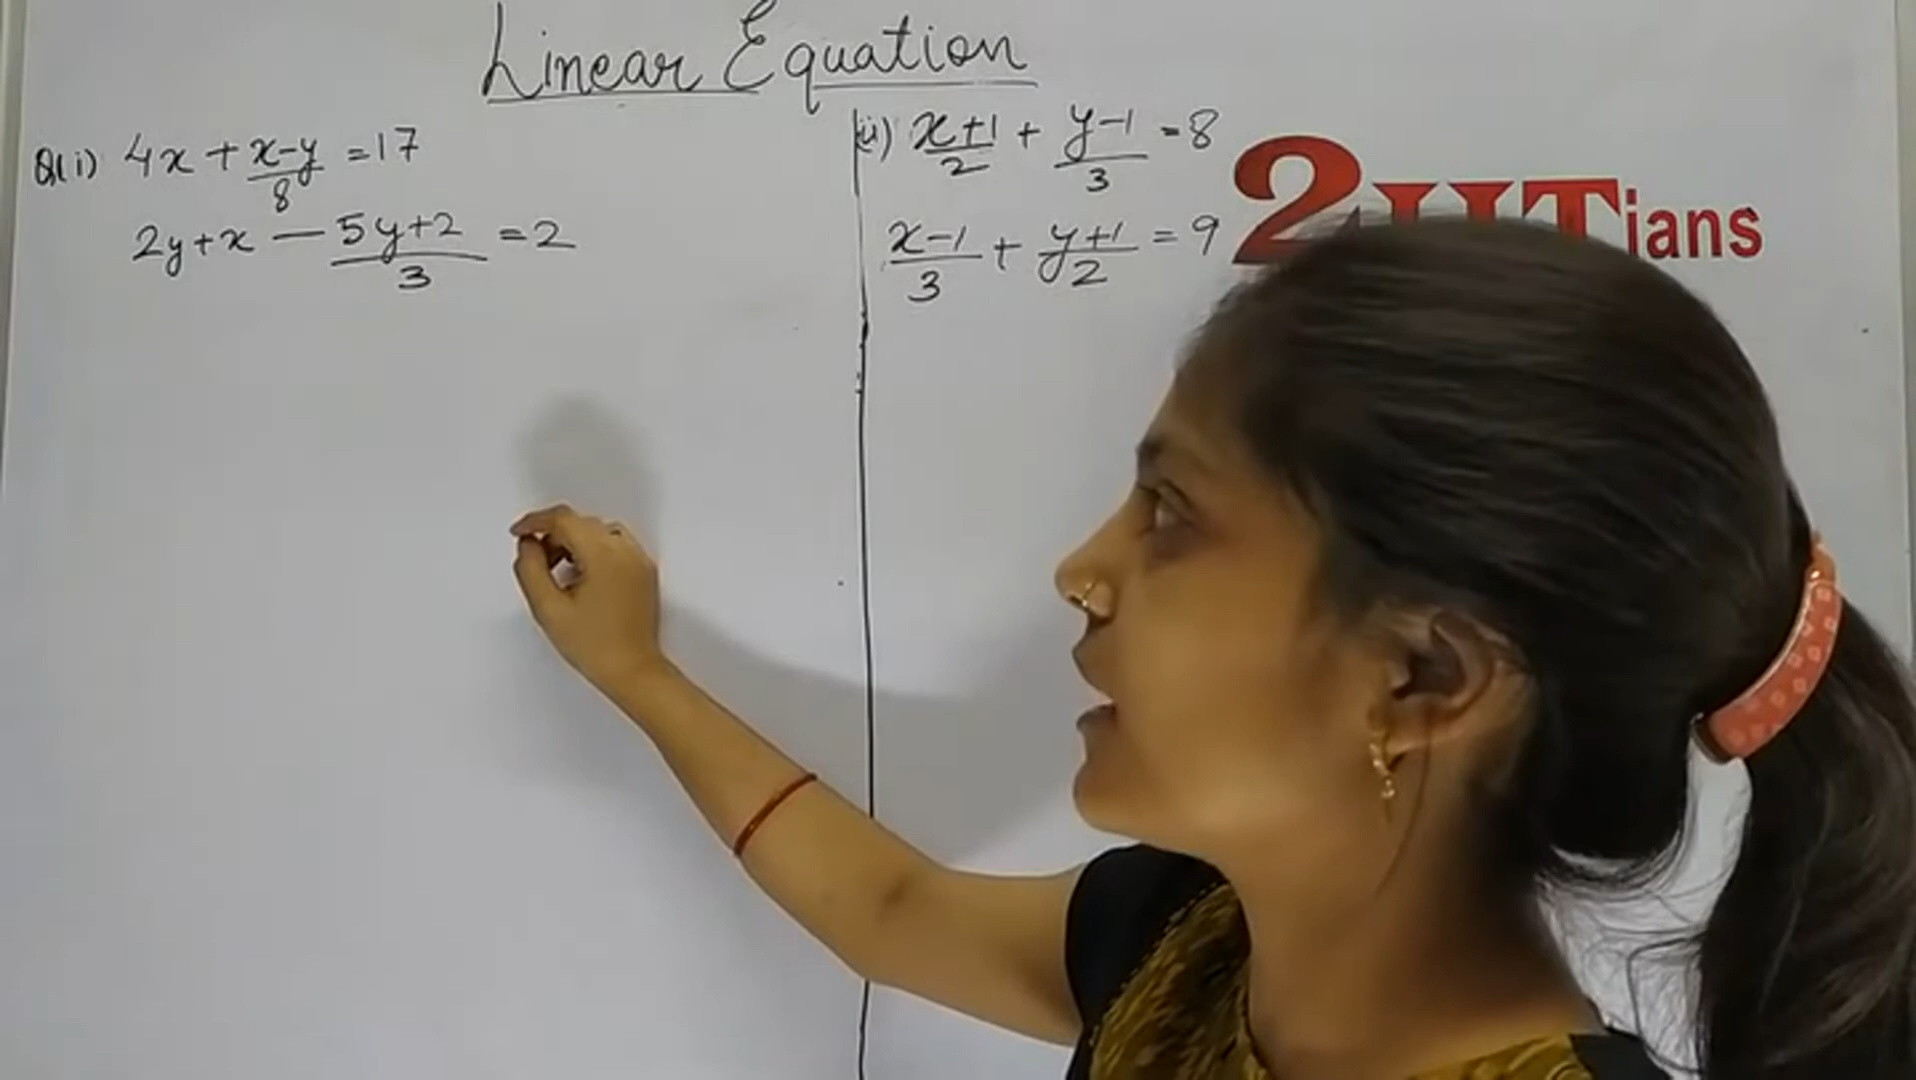 Linear Equation
Q(i) 4x + x-y/8 = 17
2y+x - 5y+2/3 = 2
(ii) x+1/2 + y-1/3 = 8
x-1/3 + y+1/2 = 9
2IITians